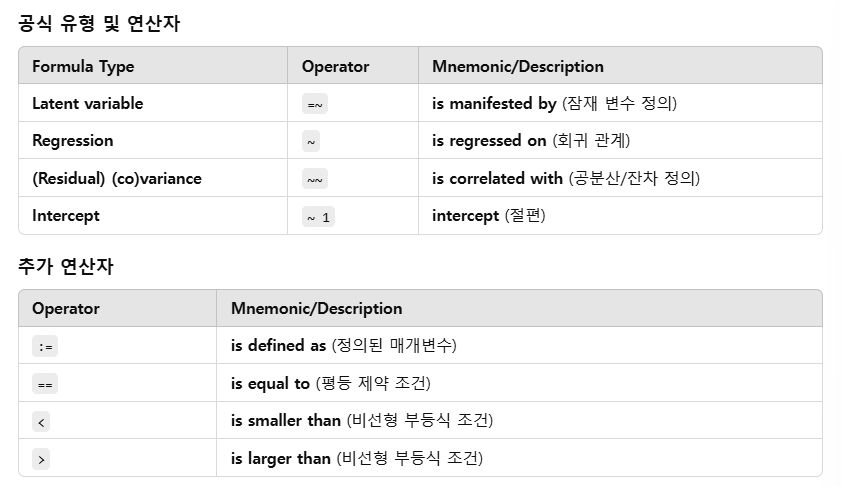 공식 유형 및 연산자
Formula Type Operator Mnemonic/Description
Latent variable =~ is manifested by (잠재 변수 정의)
Regression ~ is regressed on (회귀 관계)
(Residual) (co)variance ~~ is correlated with (공분산/잔차 정의)
Intercept ~ 1 intercept (절편)
추가 연산자
Operator Mnemonic/Description
:= is defined as (정의된 매개변수)
== is equal to (평등 제약 조건)
< is smaller than (비선형 부등식 조건)
> is larger than (비선형 부등식 조건)